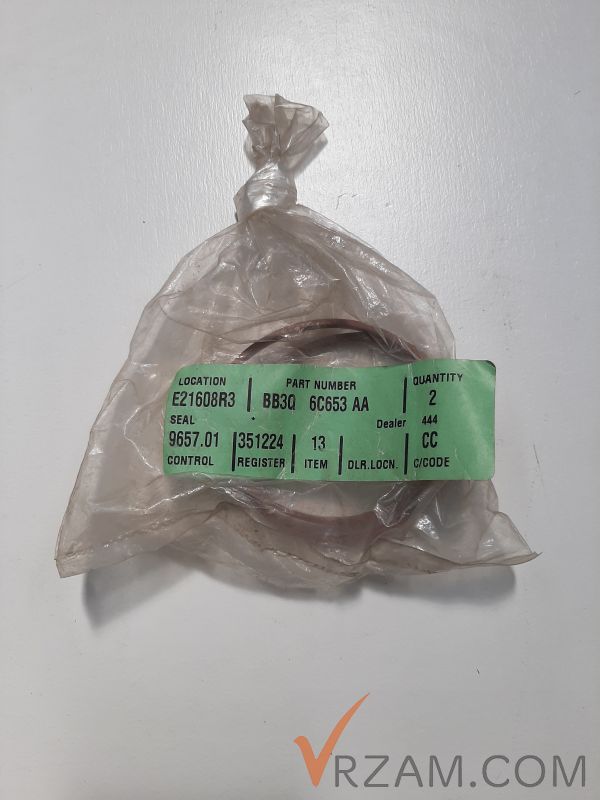 LOCATION PART NUMBER QUANTITY
E21608R3 BB3Q 6C653 AA 2
SEAL Dealer 444
9657.01 351224 13 CC
CONTROL REGISTER ITEM DLR.LOCN. C/CODE
VRZAM.COM